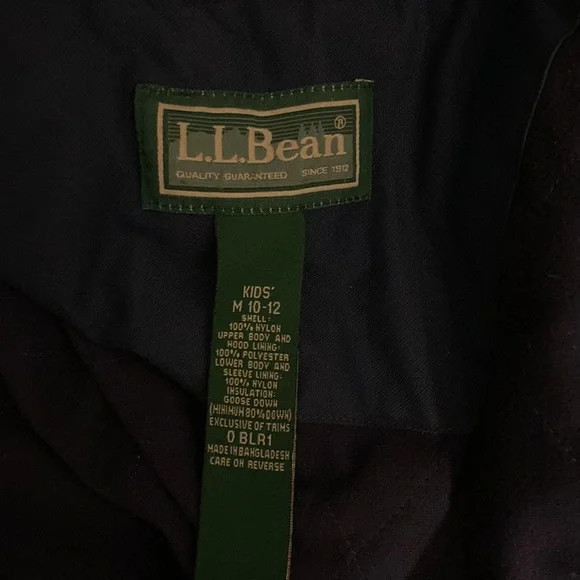 L.L.Bean®
QUALITY GUARANTEED SINCE 1912
KIDS'
M 10-12
SHELL:
100% NYLON
UPPER BODY AND
HOOD LINING:
100% POLYESTER
LOWER BODY AND
SLEEVE LINING:
100% NYLON
INSULATION:
GOOSE DOWN
(MINIMUM 80% DOWN)
EXCLUSIVE OF TRIMS
0 BLR1
MADE IN BANGLADESH
CARE ON REVERSE